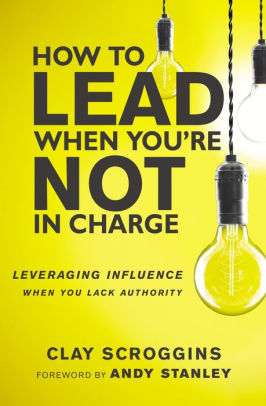 HOW TO
LEAD
WHEN YOU'RE
NOT
IN CHARGE
LEVERAGING INFLUENCE
WHEN YOU LACK AUTHORITY
CLAY SCROGGINS
FOREWORD BY ANDY STANLEY